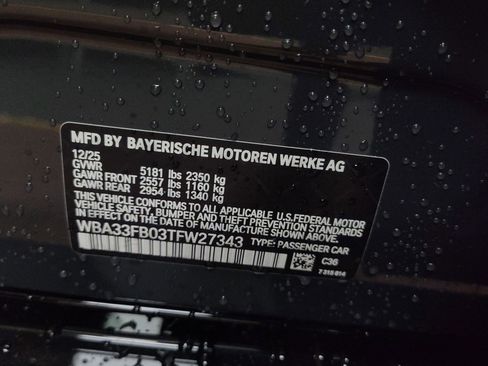 MFD BY BAYERISCHE MOTOREN WERKE AG
12/25
GVWR 5181 lbs 2350 kg
GAWR FRONT 2557 lbs 1160 kg
GAWR REAR 2954 lbs 1340 kg
THIS VEHICLE CONFORMS TO ALL APPLICABLE U.S.FEDERAL MOTOR
VEHICLE SAFETY, BUMPER AND THEFT PREVENTION STANDARDS
IN EFFECT ON THE DATE OF MANUFACTURE SHOWN ABOVE.
WBA33FB03TFW27343 TYPE: PASSENGER CAR
C36
7 318 614